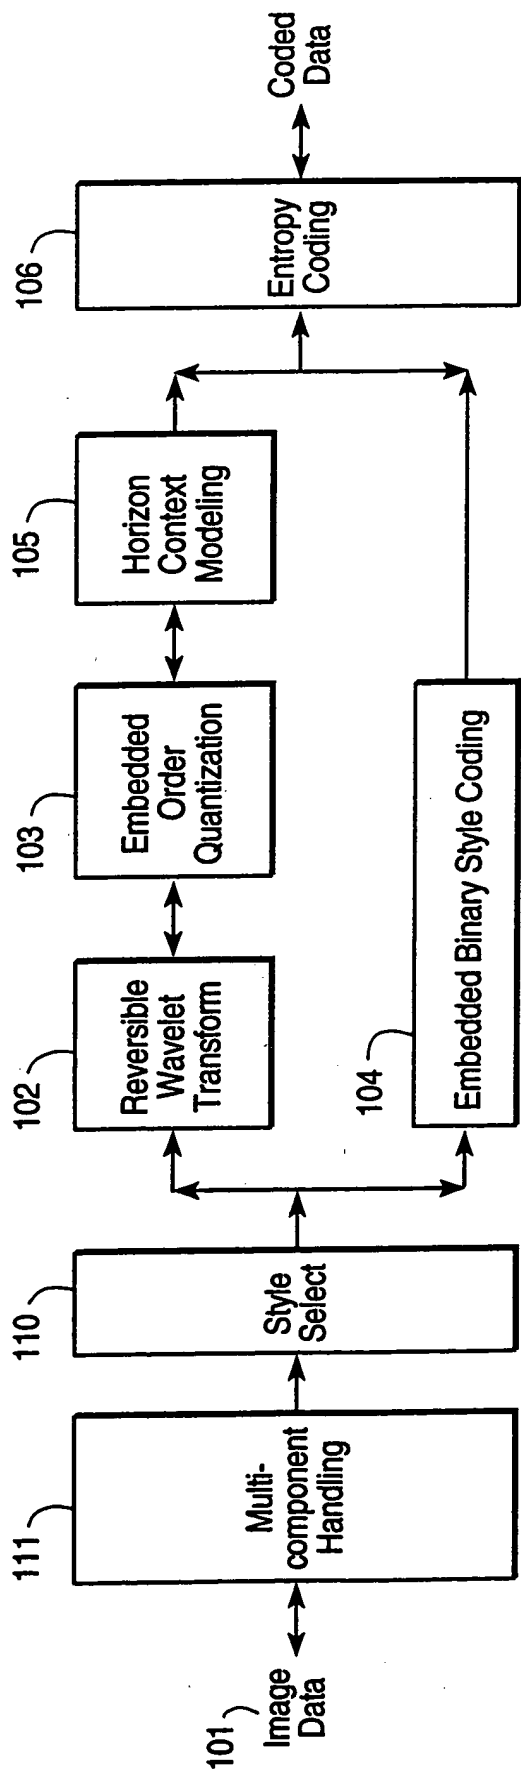 101
Image
Data
111
Multi-
component
Handling
110
Style
Select
102
Reversible
Wavelet
Transform
103
Embedded
Order
Quantization
105
Horizon
Context
Modeling
104
Embedded Binary Style Coding
106
Entropy
Coding
Coded
Data